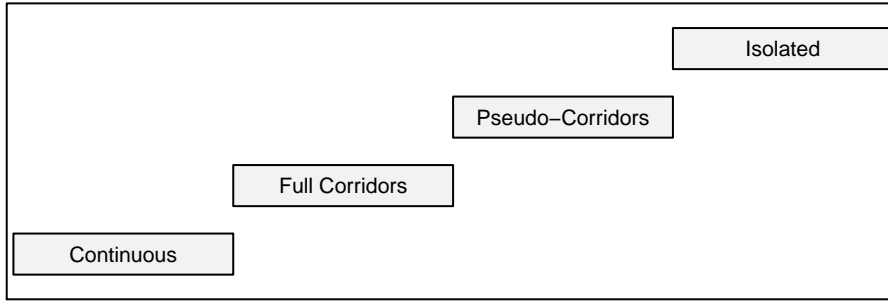 Isolated
Pseudo−Corridors
Full Corridors
Continuous